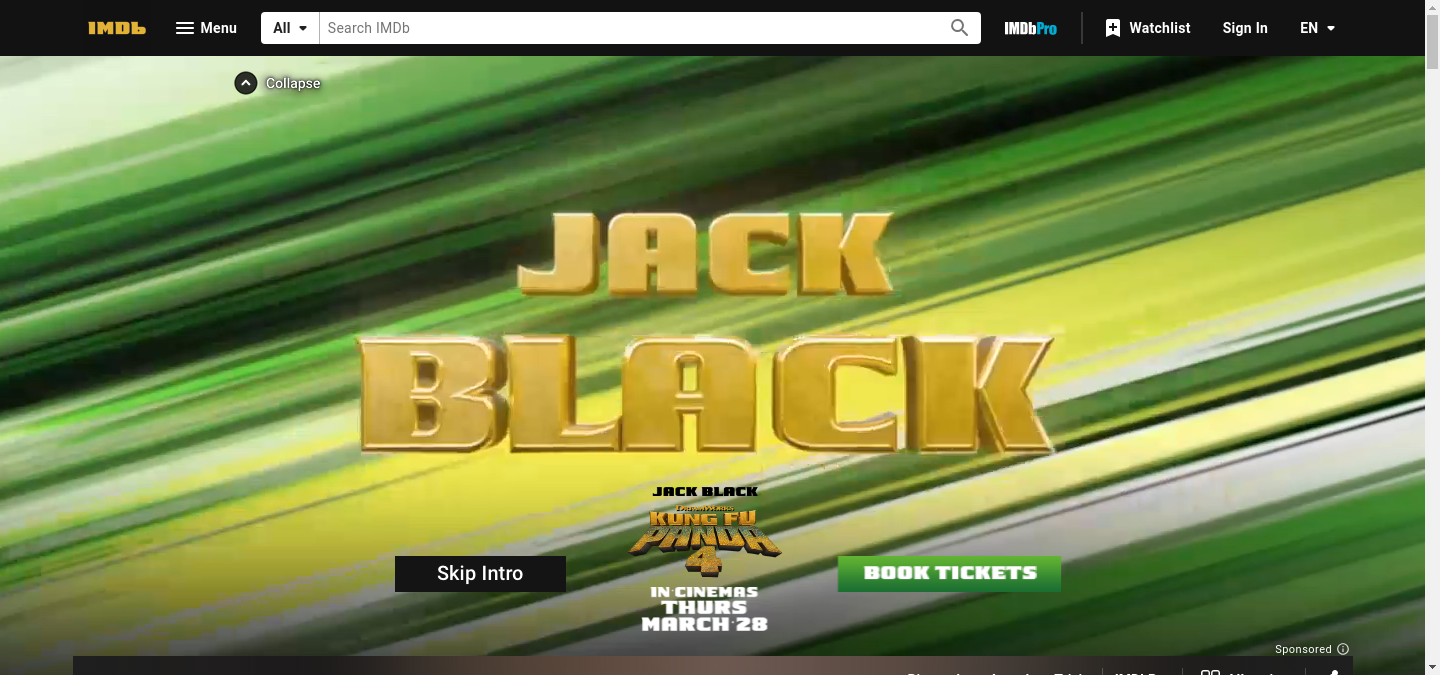 IMDb
Menu
All
Search IMDb
IMDbPro
Watchlist
Sign In
EN
Collapse
JACK
BLACK
JACK BLACK
DREAMWORKS
KUNG FU
PANDA
4
Skip Intro
BOOK TICKETS
IN CINEMAS
THURS
MARCH 28
Sponsored